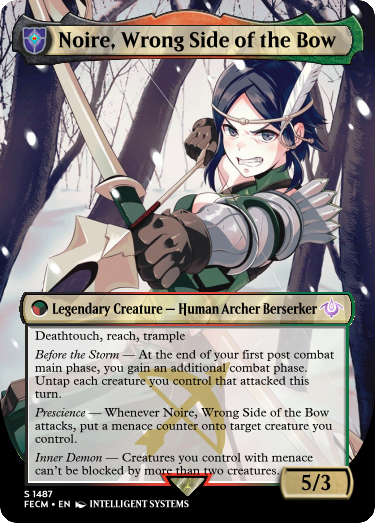 Noire, Wrong Side of the Bow
Legendary Creature — Human Archer Berserker
Deathtouch, reach, trample
Before the Storm — At the end of your first post combat
main phase, you gain an additional combat phase.
Untap each creature you control that attacked this
turn.
Prescience — Whenever Noire, Wrong Side of the Bow
attacks, put a menace counter onto target creature you
control.
Inner Demon — Creatures you control with menace
can't be blocked by more than two creatures.
5/3
S 1487
FECM • EN INTELLIGENT SYSTEMS